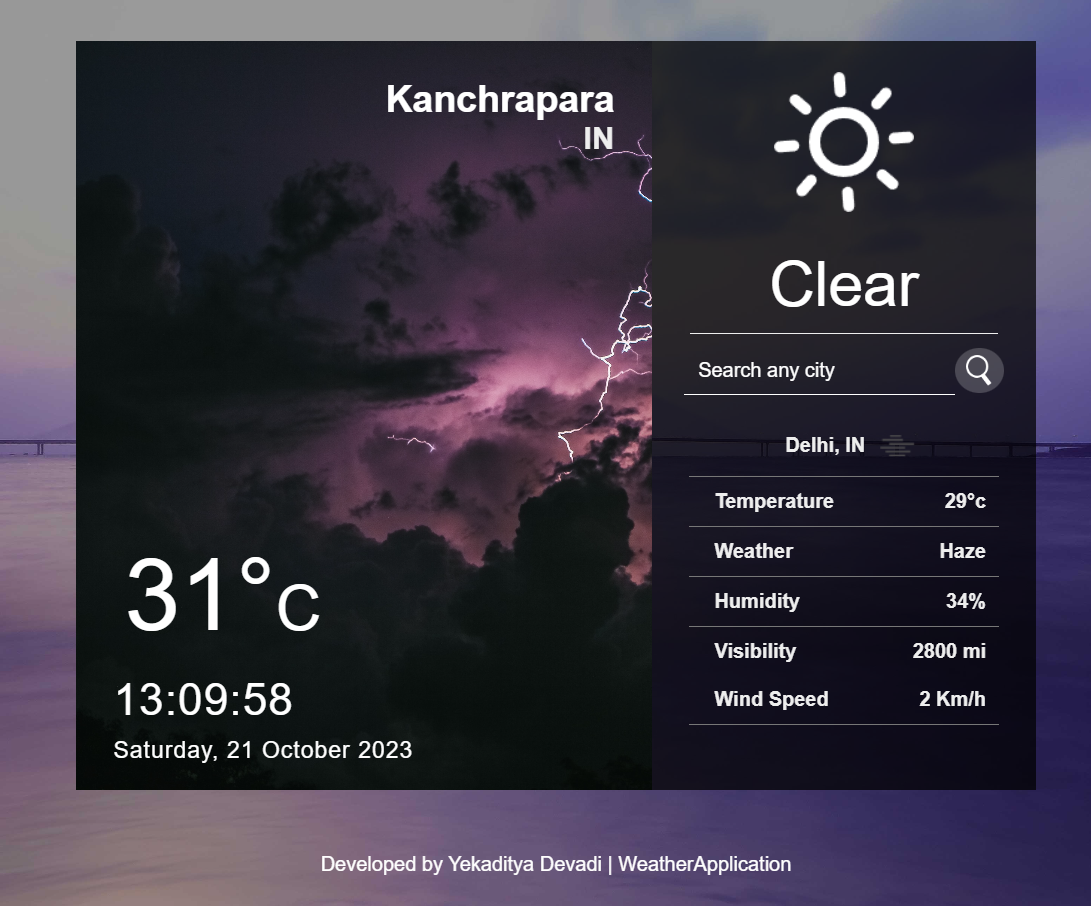 Kanchrapara
IN
31°C
13:09:58
Saturday, 21 October 2023
Clear
Search any city
Delhi, IN
Temperature 29°c
Weather Haze
Humidity 34%
Visibility 2800 mi
Wind Speed 2 Km/h
Developed by Yekaditya Devadi | WeatherApplication